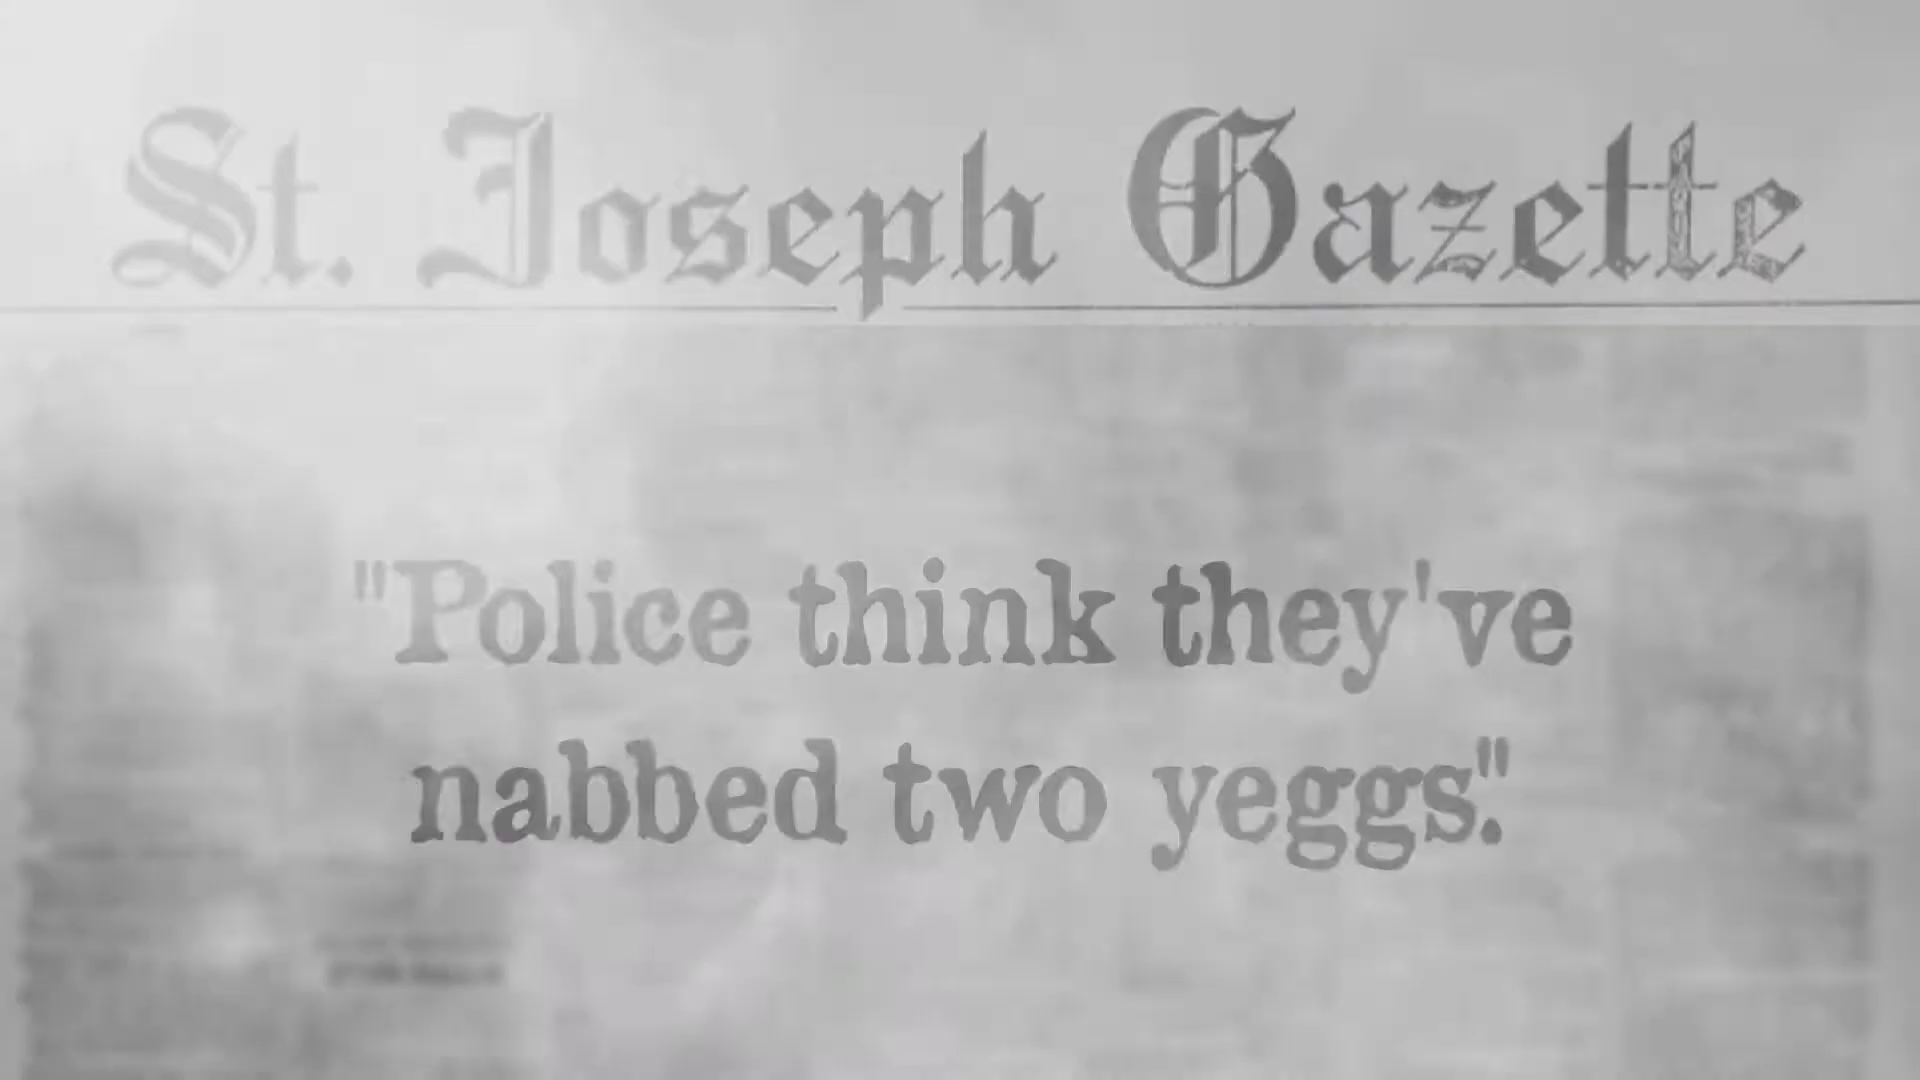 St. Joseph Gazette
"Police think they've
nabbed two yeggs."